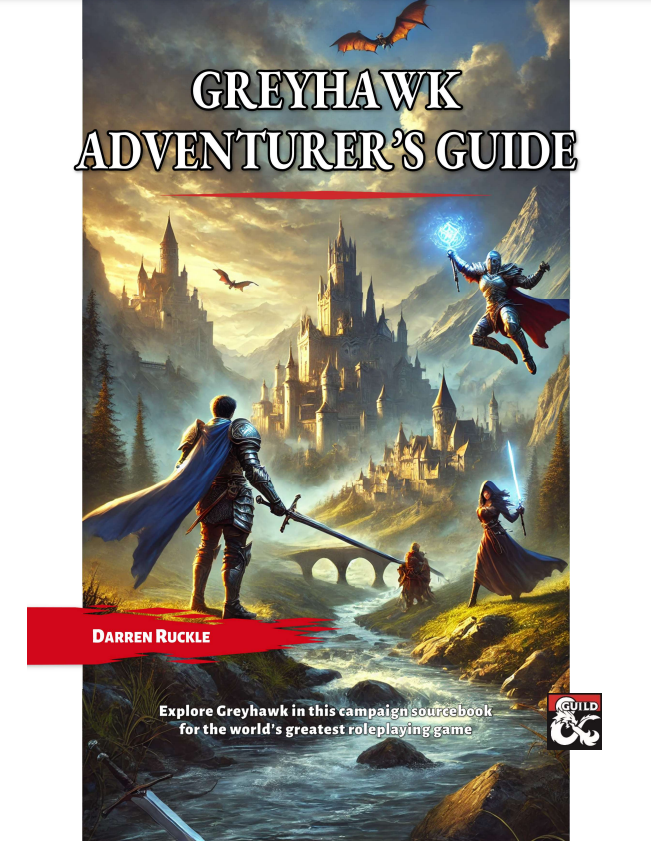 GREYHAWK
ADVENTURER'S GUIDE
DARREN RUCKLE
Explore Greyhawk in this campaign sourcebook
for the world's greatest roleplaying game
GUILD